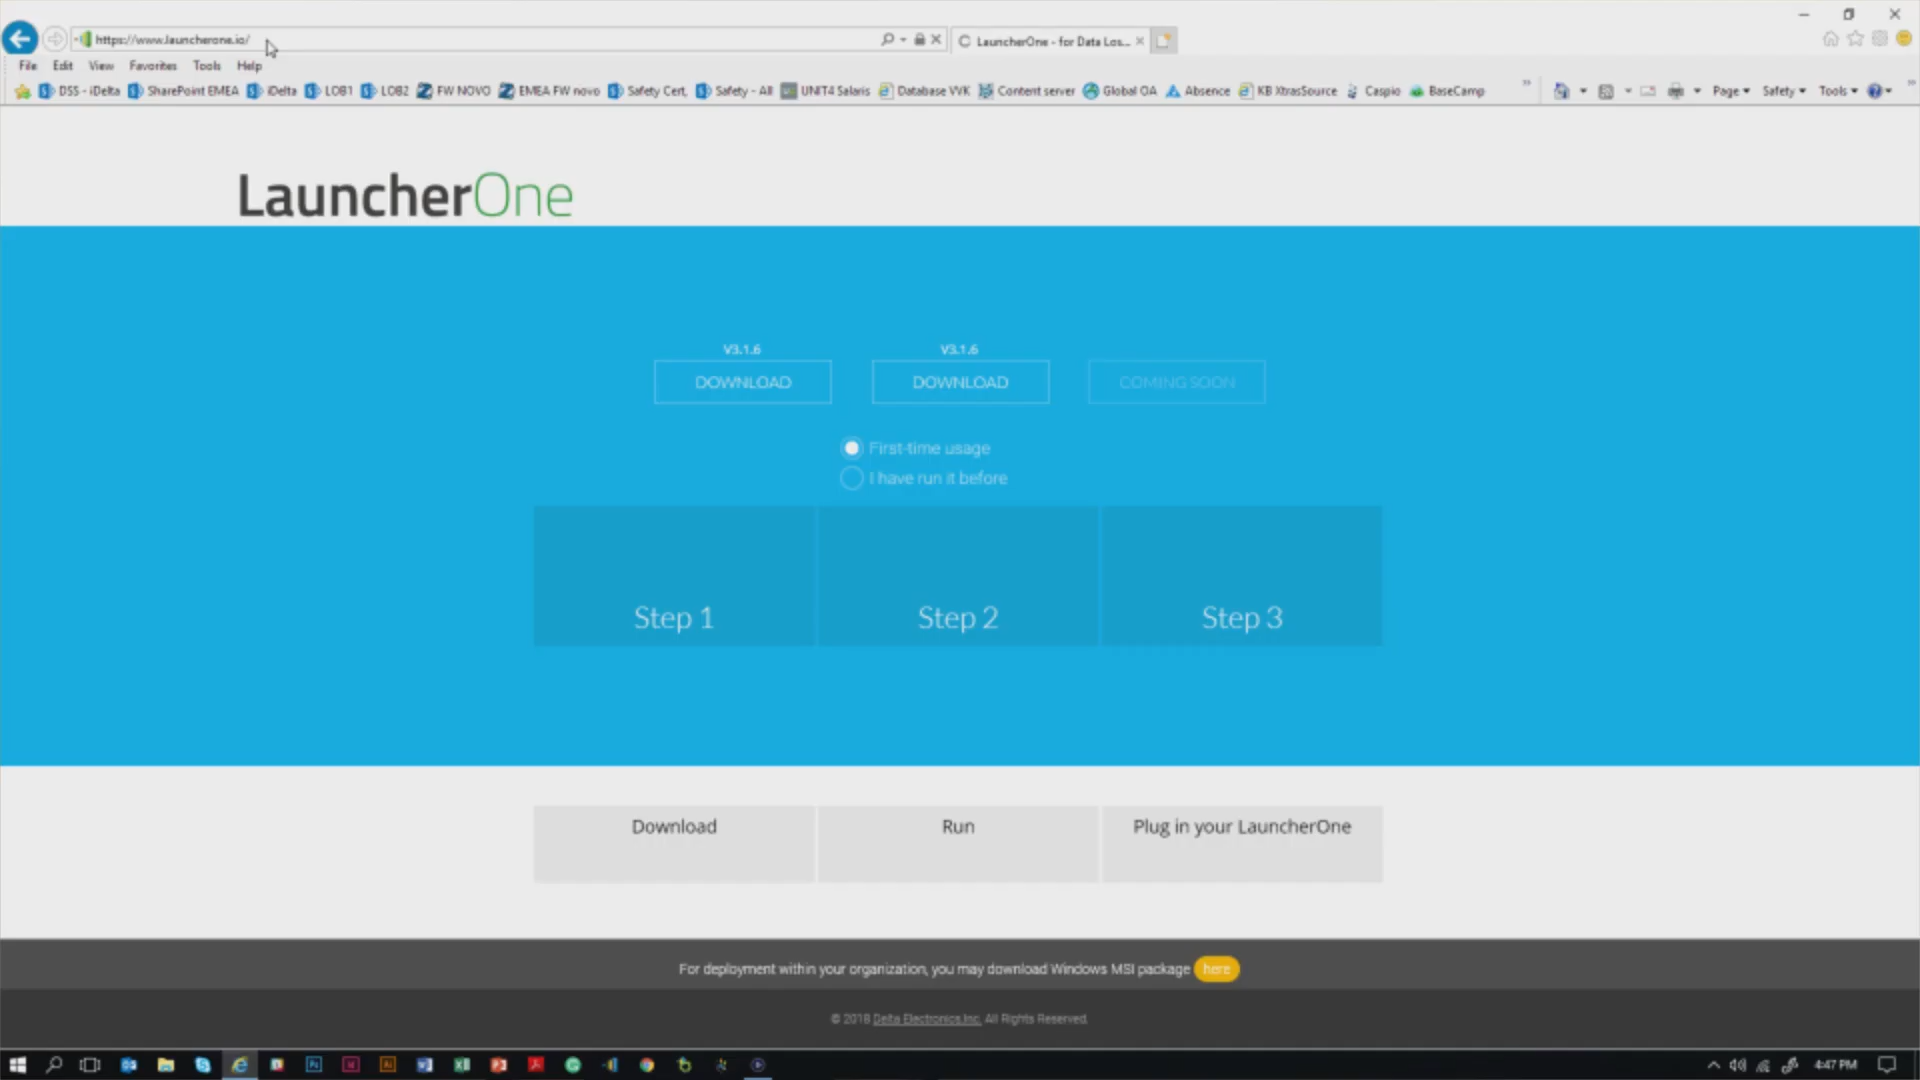 https://www.launcherone.io/
LauncherOne - for Data Los...
File Edit View Favorites Tools Help
DSS - iDelta SharePoint EMEA iDelta LOB1 LOB2 FW NOVO EMEA FW novo Safety Cert. Safety - All UNIT4 Salaris Database VVK Content server Global OA Absence KB XtrasSource Caspio BaseCamp Page Safety Tools
LauncherOne
V3.1.6 V3.1.6
DOWNLOAD DOWNLOAD COMING SOON
First-time usage
I have run it before
Step 1 Step 2 Step 3
Download Run Plug in your LauncherOne
For deployment within your organization, you may download Windows MSI package here
© 2018 Delta Electronics.Inc. All Rights Reserved.
4:47 PM